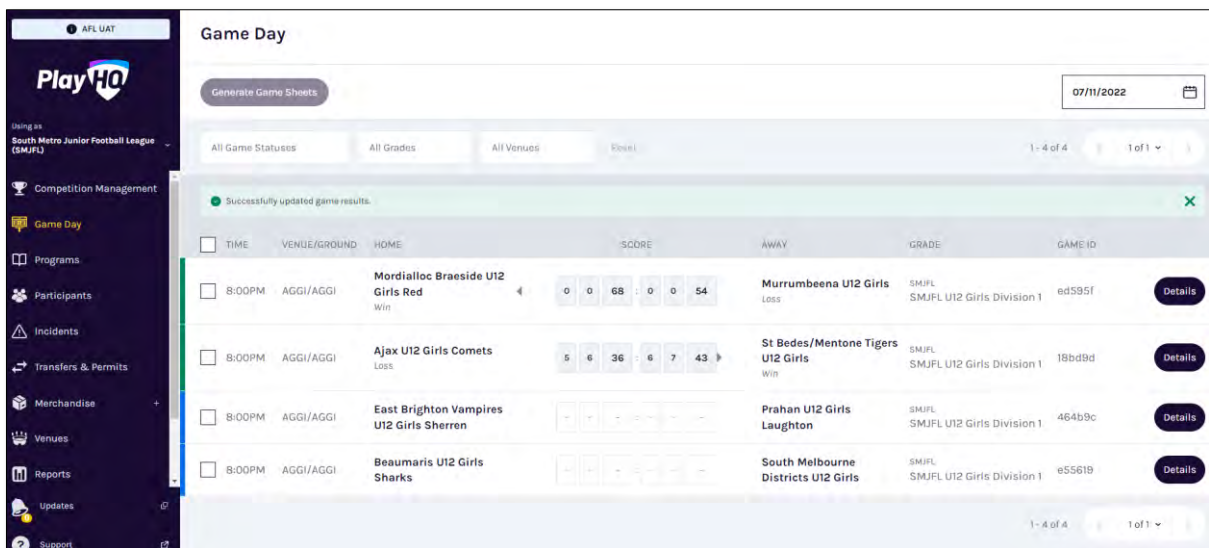 AFL UAT
PlayHQ
Using as
South Metro Junior Football League
(SMJFL)
Competition Management
Game Day
Programs
Participants
Incidents
Transfers & Permits
Merchandise +
Venues
Reports
Updates
Support
Game Day
Generate Game Sheets
07/11/2022
All Game Statuses All Grades All Venues Reset 1 - 4 of 4 1 of 1
Successfully updated game results.
TIME VENUE/GROUND HOME SCORE AWAY GRADE GAME ID
8:00PM AGGI/AGGI Mordialloc Braeside U12 Girls Red Win 0 0 68 : 0 0 54 Murrumbeena U12 Girls Loss SMJFL SMJFL U12 Girls Division 1 ed595f Details
8:00PM AGGI/AGGI Ajax U12 Girls Comets Loss 5 6 36 : 6 7 43 St Bedes/Mentone Tigers U12 Girls Win SMJFL SMJFL U12 Girls Division 1 18bd9d Details
8:00PM AGGI/AGGI East Brighton Vampires U12 Girls Sherren - - - : - - - Prahan U12 Girls Laughton SMJFL SMJFL U12 Girls Division 1 464b9c Details
8:00PM AGGI/AGGI Beaumaris U12 Girls Sharks - - - : - - - South Melbourne Districts U12 Girls SMJFL SMJFL U12 Girls Division 1 e55619 Details
1 - 4 of 4 1 of 1